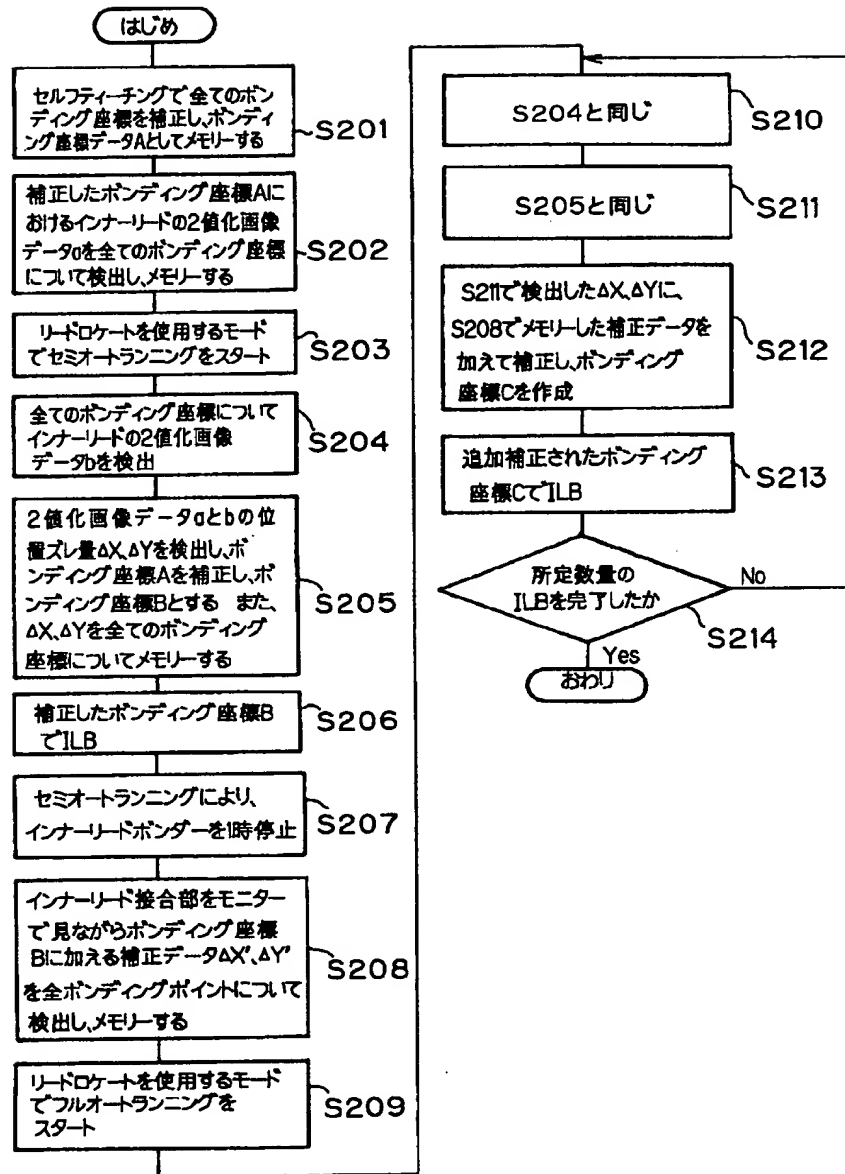 はじめ
セルフティーチングで全てのボン
ディング座標を補正し、ボンディ
ング座標データAとしてメモリーする
S201
補正したボンディング座標Aに
おけるインナーリードの2値化画像
データaを全てのボンディング座標
について検出し、メモリーする
S202
リードロケートを使用するモード
でセミオートランニングをスタート
S203
全てのボンディング座標について
インナーリードの2値化画像
データbを検出
S204
2値化画像データaとbの位
置ズレ量ΔX、ΔYを検出し、ボ
ンディング座標Aを補正し、ボン
ディング座標Bとする また、
ΔX、ΔYを全てのボンディング
座標についてメモリーする
S205
補正したボンディング座標B
でILB
S206
セミオートランニングにより、
インナーリードボンダーを1時停止
S207
インナーリード接合部をモニター
で見ながらボンディング座標
Bに加える補正データΔX'、ΔY'
を全ボンディングポイントについて
検出し、メモリーする
S208
リードロケートを使用するモード
でフルオートランニングを
スタート
S209
S204と同じ
S210
S205と同じ
S211
S211で検出したΔX、ΔYに、
S208でメモリーした補正データを
加えて補正し、ボンディング
座標Cを作成
S212
追加補正されたボンディング
座標CでILB
S213
所定数量の
ILBを完了したか
No
S214
Yes
おわり